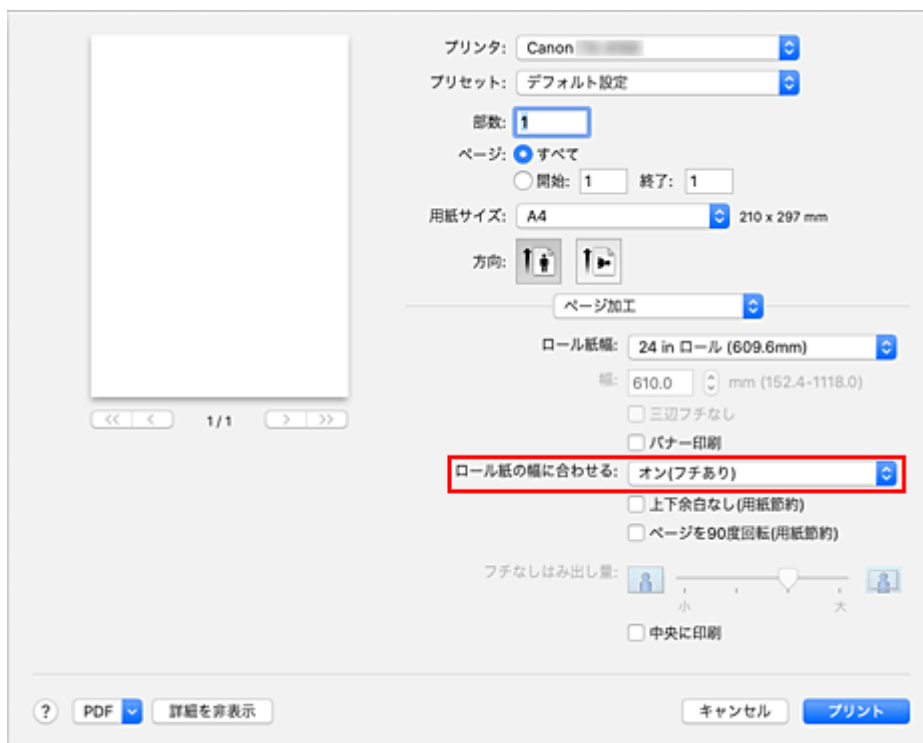 プリンタ: Canon
プリセット: デフォルト設定
部数: 1
ページ: すべて
開始: 1 終了: 1
用紙サイズ: A4 210 x 297 mm
方向:
ページ加工
ロール紙幅: 24 in ロール (609.6mm)
幅: 610.0 mm (152.4-1118.0)
三辺フチなし
バナー印刷
ロール紙の幅に合わせる: オン(フチあり)
上下余白なし(用紙節約)
ページを90度回転(用紙節約)
フチなしはみ出し量:
小 大
中央に印刷
<< < 1/1 > >>
? PDF 詳細を非表示 キャンセル プリント